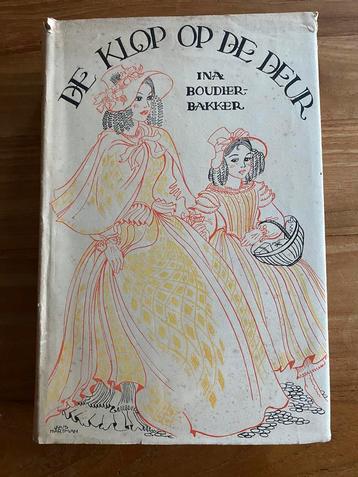 DE KLOP OP DE DEUR
INA
BOUDIER-
BAKKER